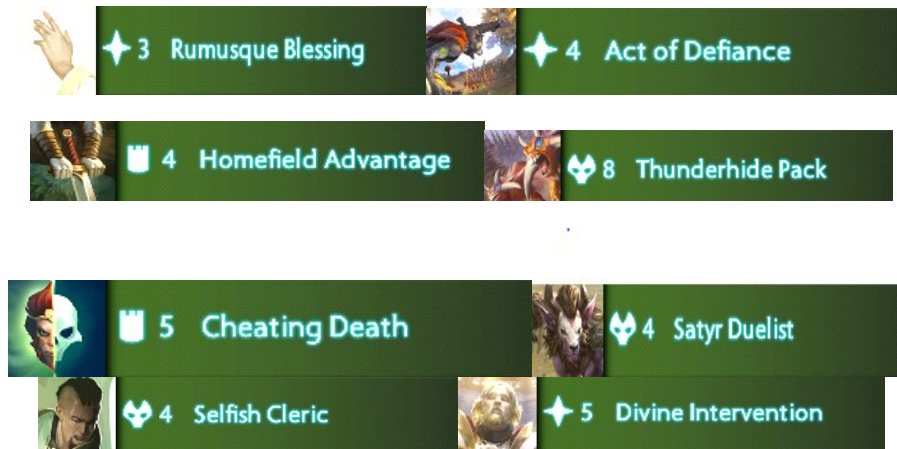 3 Rumusque Blessing
4 Act of Defiance
4 Homefield Advantage
8 Thunderhide Pack
5 Cheating Death
4 Satyr Duelist
4 Selfish Cleric
5 Divine Intervention